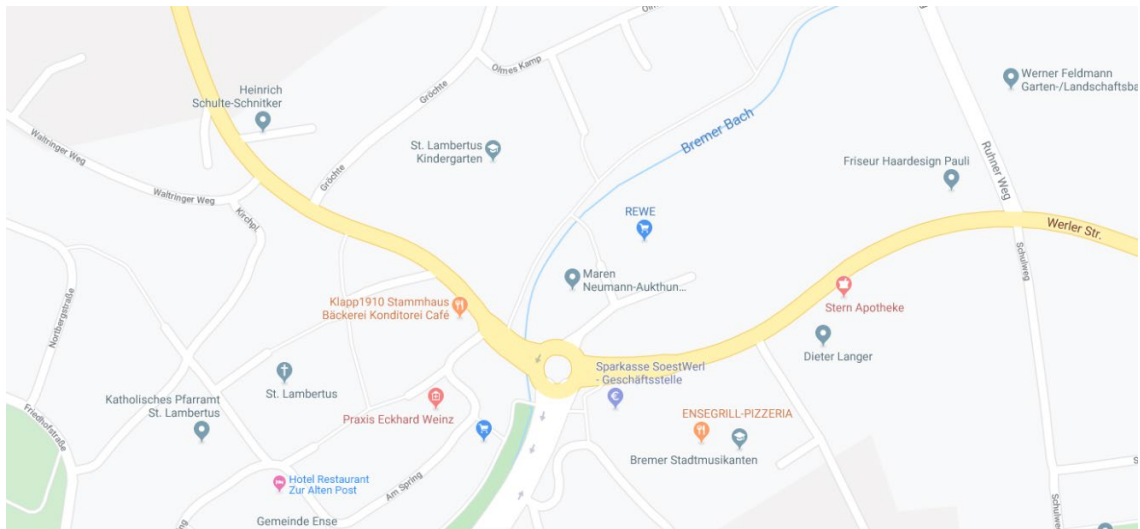 Olmes Kamp
Gröchte
Heinrich
Schulte-Schnitker
Werner Feldmann
Garten-/Landschaftsba
Waltringer Weg
St. Lambertus
Kindergarten
Bremer Bach
Ruhner Weg
Friseur Haardesign Pauli
Gröchte
Waltringer Weg
Kirchpl.
REWE
Werler Str.
Schulweg
Maren
Neumann-Aukthun...
Nortbergstraße
Klapp1910 Stammhaus
Bäckerei Konditorei Café
Stern Apotheke
Dieter Langer
Sparkasse SoestWerl
- Geschäftsstelle
St. Lambertus
Katholisches Pfarramt
St. Lambertus
Friedhofstraße
Praxis Eckhard Weinz
ENSEGRILL-PIZZERIA
Bremer Stadtmusikanten
Hotel Restaurant
Zur Alten Post
Am Spring
Schulweg
Gemeinde Ense